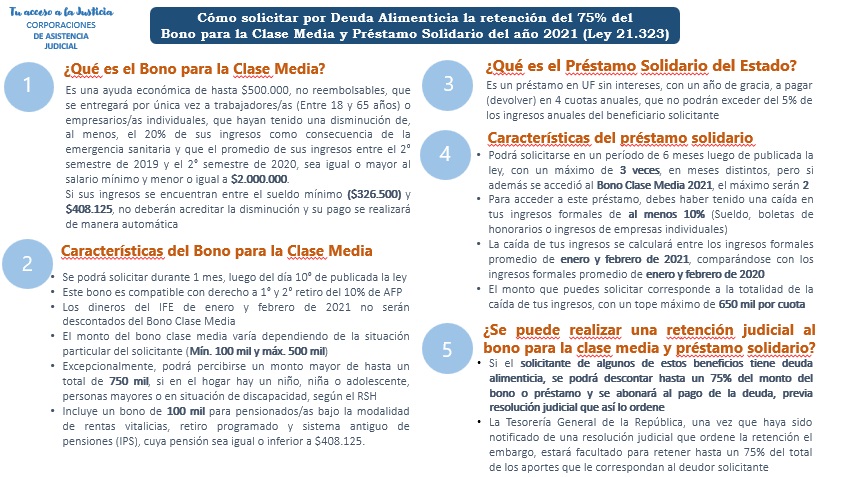 Tu acceso a la Justicia
CORPORACIONES
DE ASISTENCIA
JUDICIAL
Cómo solicitar por Deuda Alimenticia la retención del 75% del
Bono para la Clase Media y Préstamo Solidario del año 2021 (Ley 21.323)
1
¿Qué es el Bono para la Clase Media?
Es una ayuda económica de hasta $500.000, no reembolsables, que
se entregará por única vez a trabajadores/as (Entre 18 y 65 años) o
empresarios/as individuales, que hayan tenido una disminución de,
al menos, el 20% de sus ingresos como consecuencia de la
emergencia sanitaria y que el promedio de sus ingresos entre el 2°
semestre de 2019 y el 2° semestre de 2020, sea igual o mayor al
salario mínimo y menor o igual a $2.000.000.
Si sus ingresos se encuentran entre el sueldo mínimo ($326.500) y
$408.125, no deberán acreditar la disminución y su pago se realizará
de manera automática
2
Características del Bono para la Clase Media
• Se podrá solicitar durante 1 mes, luego del día 10° de publicada la ley
• Este bono es compatible con derecho a 1° y 2° retiro del 10% de AFP
• Los dineros del IFE de enero y febrero de 2021 no serán
descontados del Bono Clase Media
• El monto del bono clase media varía dependiendo de la situación
particular del solicitante (Mín. 100 mil y máx. 500 mil)
• Excepcionalmente, podrá percibirse un monto mayor de hasta un
total de 750 mil, si en el hogar hay un niño, niña o adolescente,
personas mayores o en situación de discapacidad, según el RSH
• Incluye un bono de 100 mil para pensionados/as bajo la modalidad
de rentas vitalicias, retiro programado y sistema antiguo de
pensiones (IPS), cuya pensión sea igual o inferior a $408.125.
3
¿Qué es el Préstamo Solidario del Estado?
Es un préstamo en UF sin intereses, con un año de gracia, a pagar
(devolver) en 4 cuotas anuales, que no podrán exceder del 5% de
los ingresos anuales del beneficiario solicitante
4
Características del préstamo solidario
• Podrá solicitarse en un período de 6 meses luego de publicada la
ley, con un máximo de 3 veces, en meses distintos, pero si
además se accedió al Bono Clase Media 2021, el máximo serán 2
• Para acceder a este préstamo, debes haber tenido una caída en
tus ingresos formales de al menos 10% (Sueldo, boletas de
honorarios o ingresos de empresas individuales)
• La caída de tus ingresos se calculará entre los ingresos formales
promedio de enero y febrero de 2021, comparándose con los
ingresos formales promedio de enero y febrero de 2020
• El monto que puedes solicitar corresponde a la totalidad de la
caída de tus ingresos, con un tope máximo de 650 mil por cuota
5
¿Se puede realizar una retención judicial al
bono para la clase media y préstamo solidario?
• Si el solicitante de algunos de estos beneficios tiene deuda
alimenticia, se podrá descontar hasta un 75% del monto del
bono o préstamo y se abonará al pago de la deuda, previa
resolución judicial que así lo ordene
• La Tesorería General de la República, una vez que haya sido
notificado de una resolución judicial que ordene la retención el
embargo, estará facultado para retener hasta un 75% del total
de los aportes que le correspondan al deudor solicitante